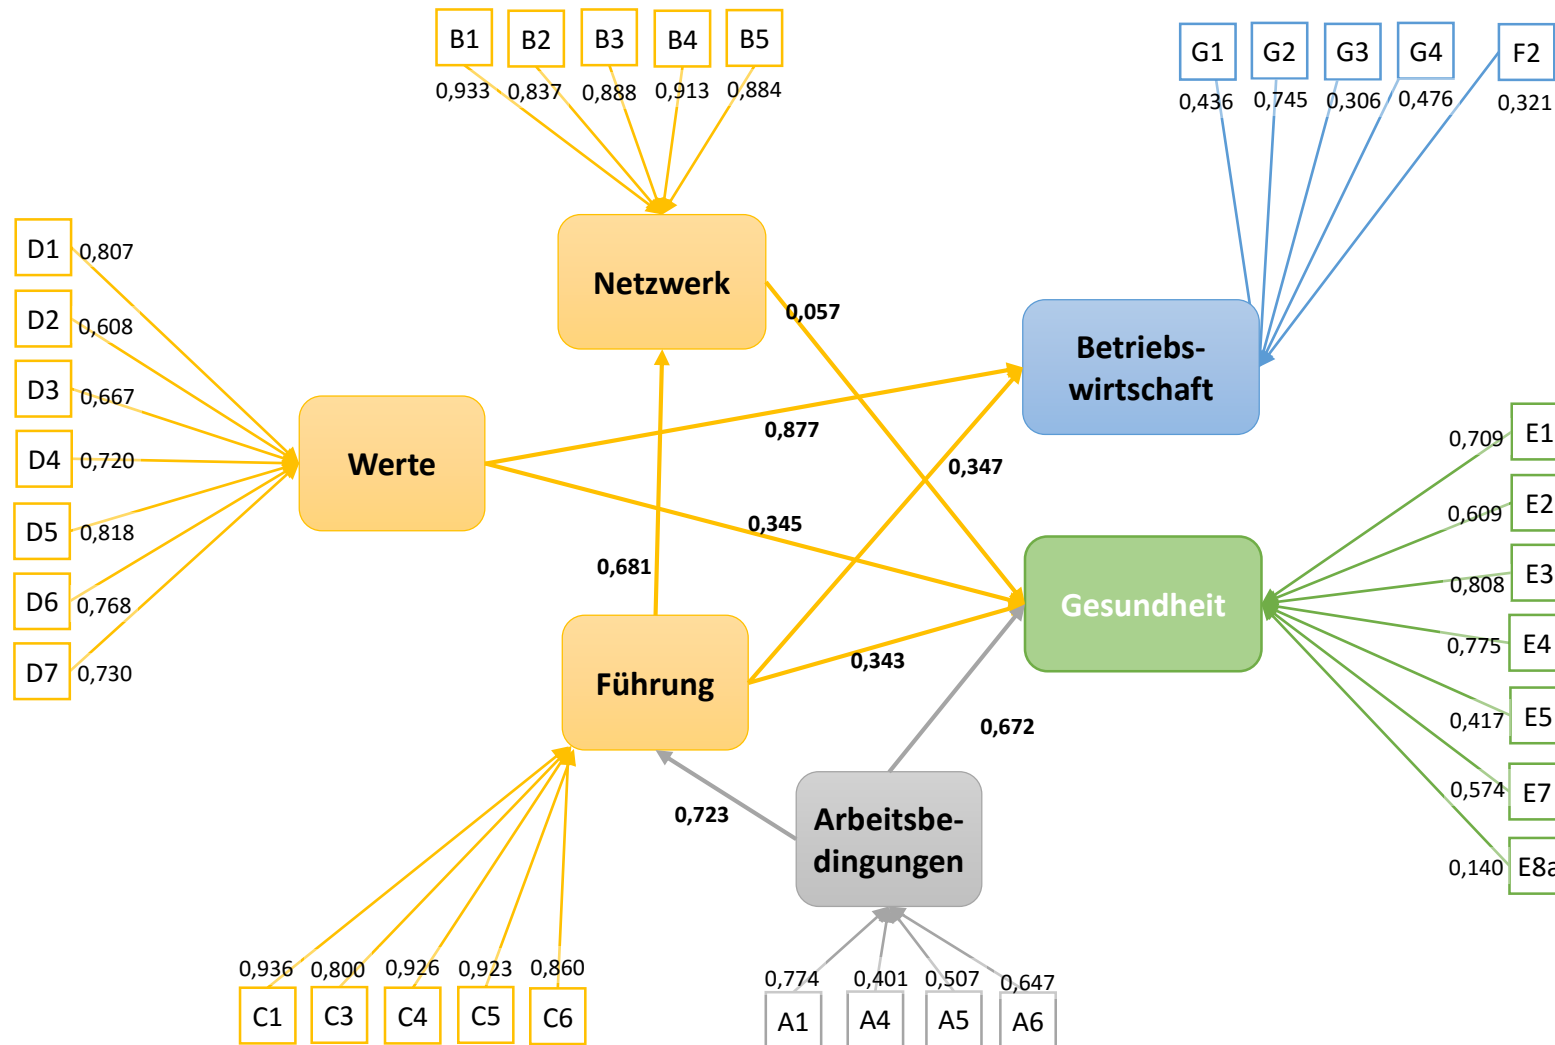 B1 B2 B3 B4 B5
0,933 0,837 0,888 0,913 0,884
G1 G2 G3 G4 F2
0,436 0,745 0,306 0,476 0,321
D1 0,807
D2 0,608
D3 0,667
D4 0,720
D5 0,818
D6 0,768
D7 0,730
Netzwerk
0,057
Betriebs-
wirtschaft
0,877
Werte
0,347
0,345
0,681
Gesundheit
0,709 E1
0,609 E2
0,808 E3
0,775 E4
0,417 E5
0,574 E7
0,140 E8a
Führung
0,343
0,672
0,723
Arbeitsbe-
dingungen
0,936 0,800 0,926 0,923 0,860
C1 C3 C4 C5 C6
0,774 0,401 0,507 0,647
A1 A4 A5 A6